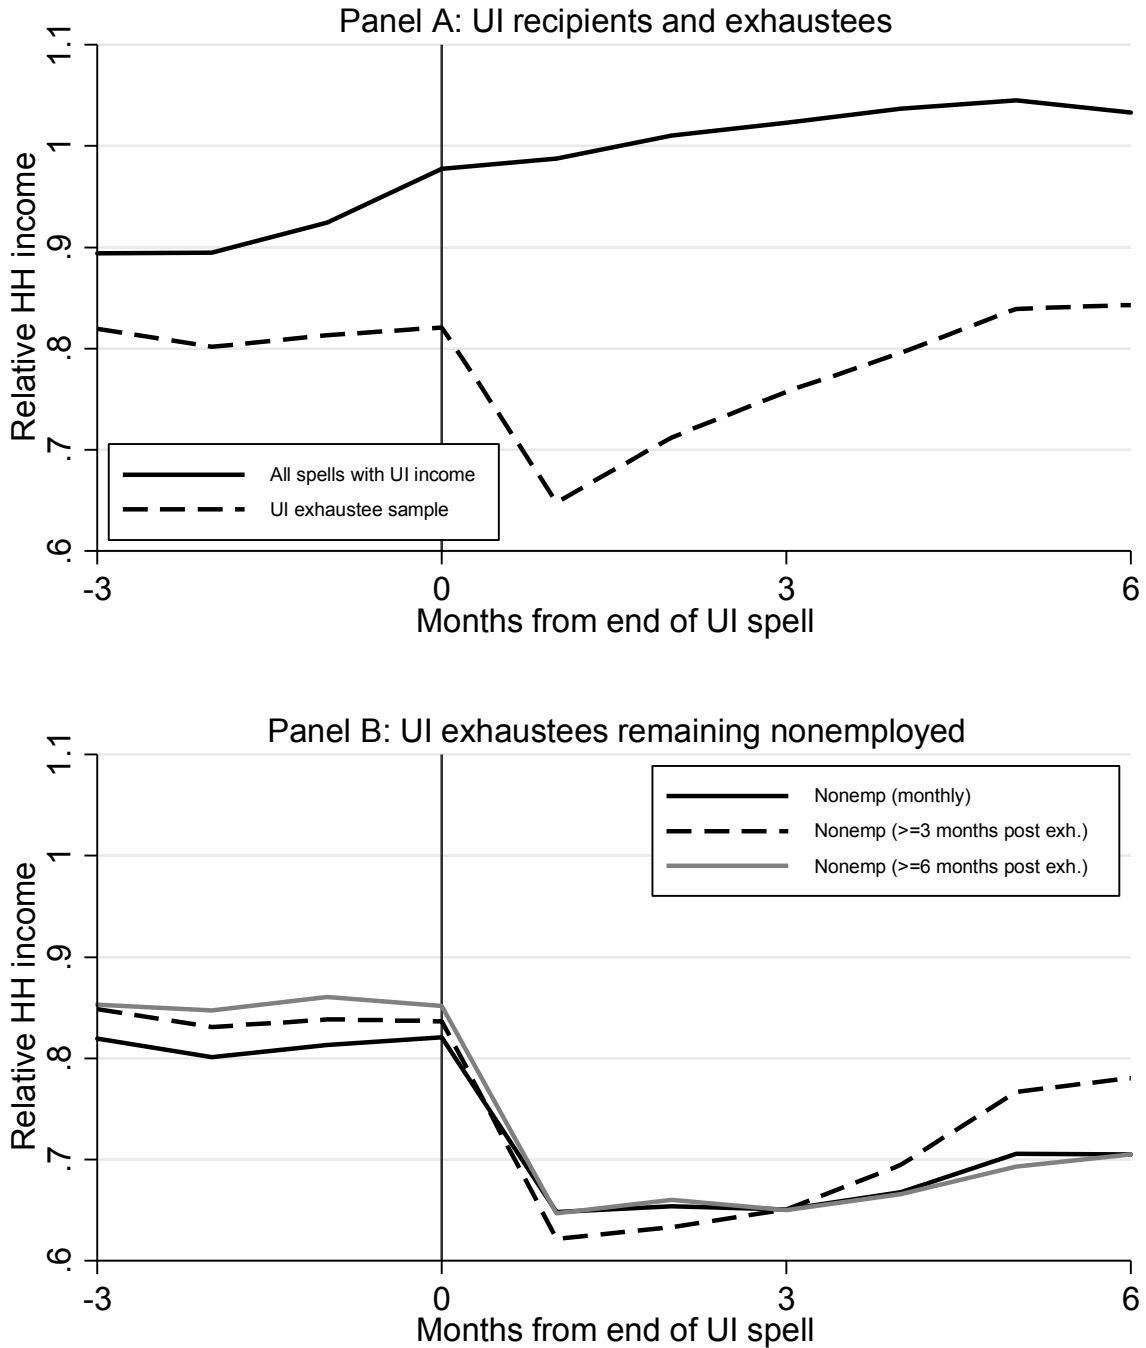 Panel A: UI recipients and exhaustees
Relative HH income
1.1
1
.9
.8
.7
.6
All spells with UI income
UI exhaustee sample
-3 0 3 6
Months from end of UI spell
Panel B: UI exhaustees remaining nonemployed
Relative HH income
1.1
1
.9
.8
.7
.6
Nonemp (monthly)
Nonemp (>=3 months post exh.)
Nonemp (>=6 months post exh.)
-3 0 3 6
Months from end of UI spell